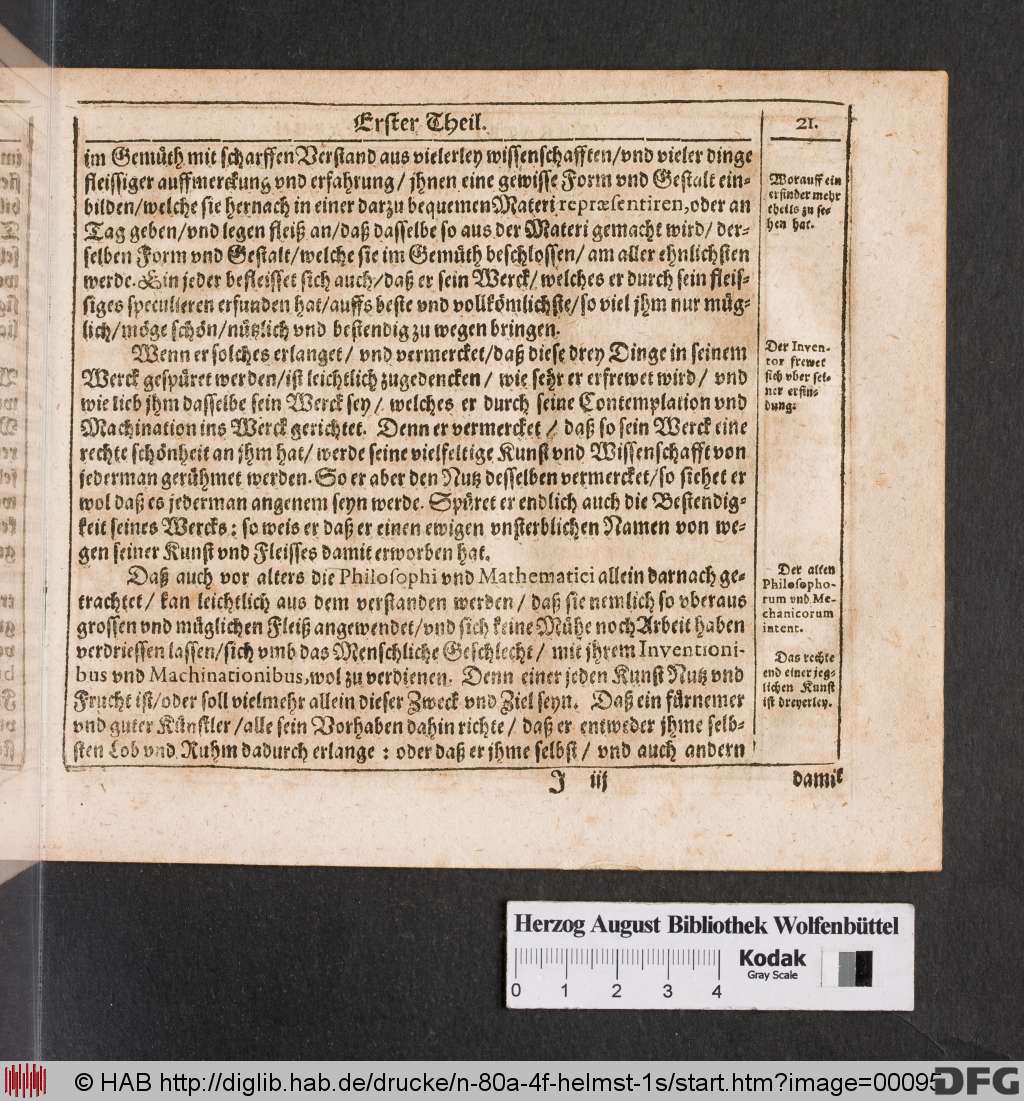 Erster Theil.
21.
im Gemüth mit scharffen Verstand aus vielerley wissenschafften/vnd vieler dinge
fleissiger auffmerckung vnd erfahrung/ jhnen eine gewisse Form vnd Gestalt ein-
bilden/welche sie hernach in einer darzu bequemen Materi repræsentiren,oder an
Tag geben/vnd legen fleiß an/daß dasselbe so aus der Materi gemacht wird/ der-
selben Form vnd Gestalt/welche sie im Gemüth beschlossen/ am aller ehnlichsten
werde. Ein jeder befleisset sich auch/daß er sein Werck/ welches er durch sein fleis-
siges speculieren erfunden hat/auffs beste vnd vollkömlichste/so viel jhm nur müg-
lich/möge schön/nützlich vnd bestendig zu wegen bringen.
Wenn er solches erlanget/ vnd vermercket/daß diese drey Dinge in seinem
Werck gespüret werden/ist leichtlich zugedencken/ wie sehr er erfrewet wird/ vnd
wie lieb jhm dasselbe sein Werck sey/ welches er durch seine Contemplation vnd
Machination ins Werck gerichtet. Denn er vermercket/ daß so sein Werck eine
rechte schönheit an jhm hat/ werde seine vielfeltige Kunst vnd Wissenschafft von
jederman gerühmet werden. So er aber den Nutz desselben vermercket/so siehet er
wol daß es jederman angenem seyn werde. Spüret er endlich auch die Bestendig-
keit seines Wercks: so weis er daß er einen ewigen vnsterblichen Namen von we-
gen seiner Kunst vnd Fleisses damit erworben hat.
Daß auch vor alters die Philosophi vnd Mathematici allein darnach ge-
trachtet/ kan leichtlich aus dem verstanden werden/ daß sie nemlich so vberaus
grossen vnd müglichen Fleiß angewendet/vnd sich keine Mühe noch Arbeit haben
verdriessen lassen/sich vmb das Menschliche Geschlecht/ mit jhrem Inventioni-
bus vnd Machinationibus,wol zu verdienen. Denn einer jeden Kunst Nutz vnd
Frucht ist/oder soll vielmehr allein dieser Zweck vnd Ziel seyn. Daß ein fürnemer
vnd guter Künstler/alle sein Vorhaben dahin richte/ daß er entweder jhme selb-
sten Lob vnd Ruhm dadurch erlange: oder daß er jhme selbst/ vnd auch andern
J iij
damit
Worauff ein
erfinder mehr
theils zu se-
hen hat.
Der Inven-
tor frewet
sich vber sei-
ner erfin-
dung.
Der alten
Philosopho-
rum vnd Me-
chanicorum
intent.
Das rechte
end einer jeg-
lichen Kunst
ist dreyerley.
Herzog August Bibliothek Wolfenbüttel
Kodak
Gray Scale
0 1 2 3 4
© HAB http://diglib.hab.de/drucke/n-80a-4f-helmst-1s/start.htm?image=00095
DFG